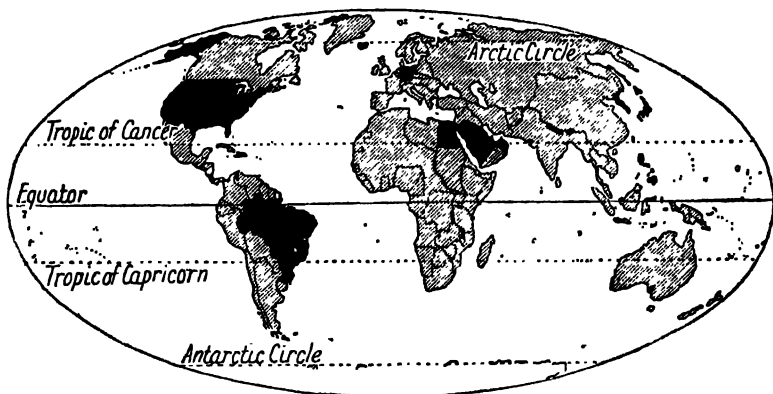 Arctic Circle
Tropic of Cancer
Equator
Tropic of Capricorn
Antarctic Circle